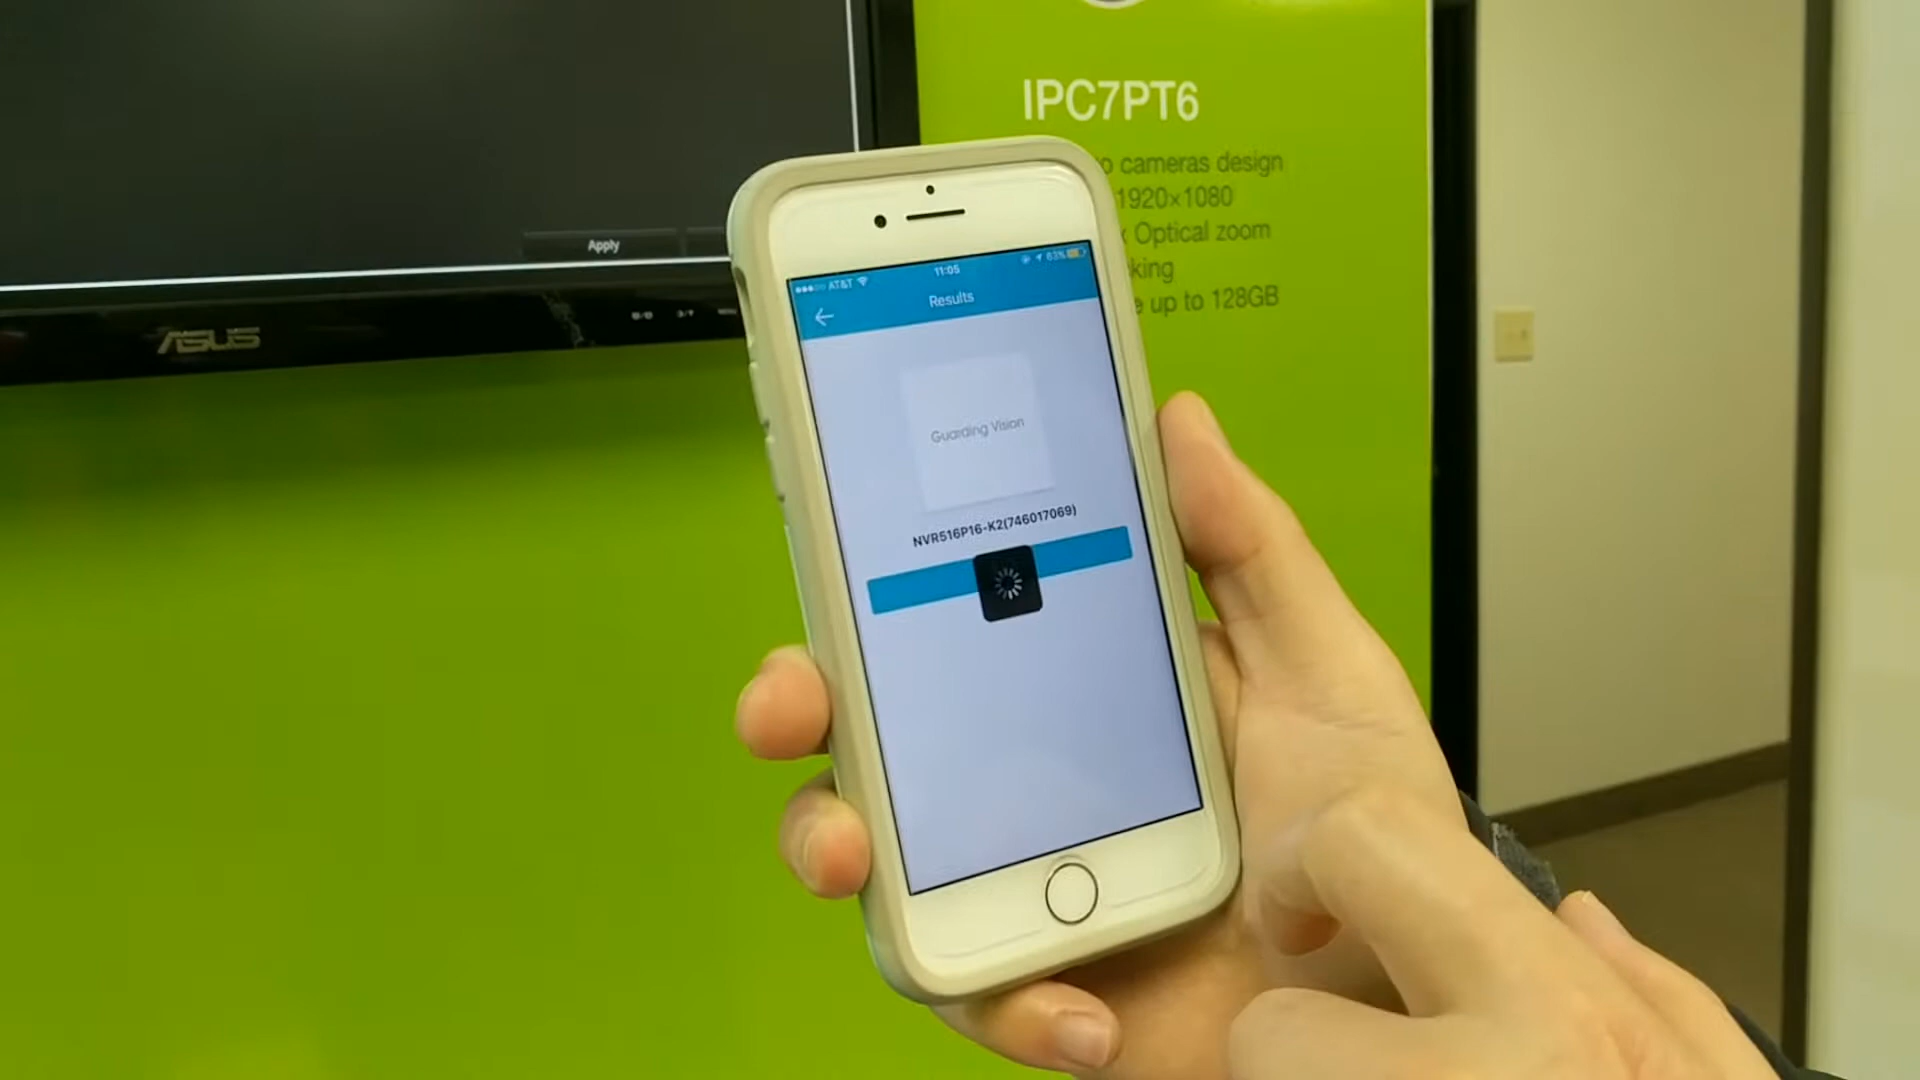 IPC7PT6
o cameras design
1920×1080
x Optical zoom
king
e up to 128GB
Apply
ASUS
AT&T
11:05
83%
Results
Guarding Vision
NVR516P16-K2(746017069)